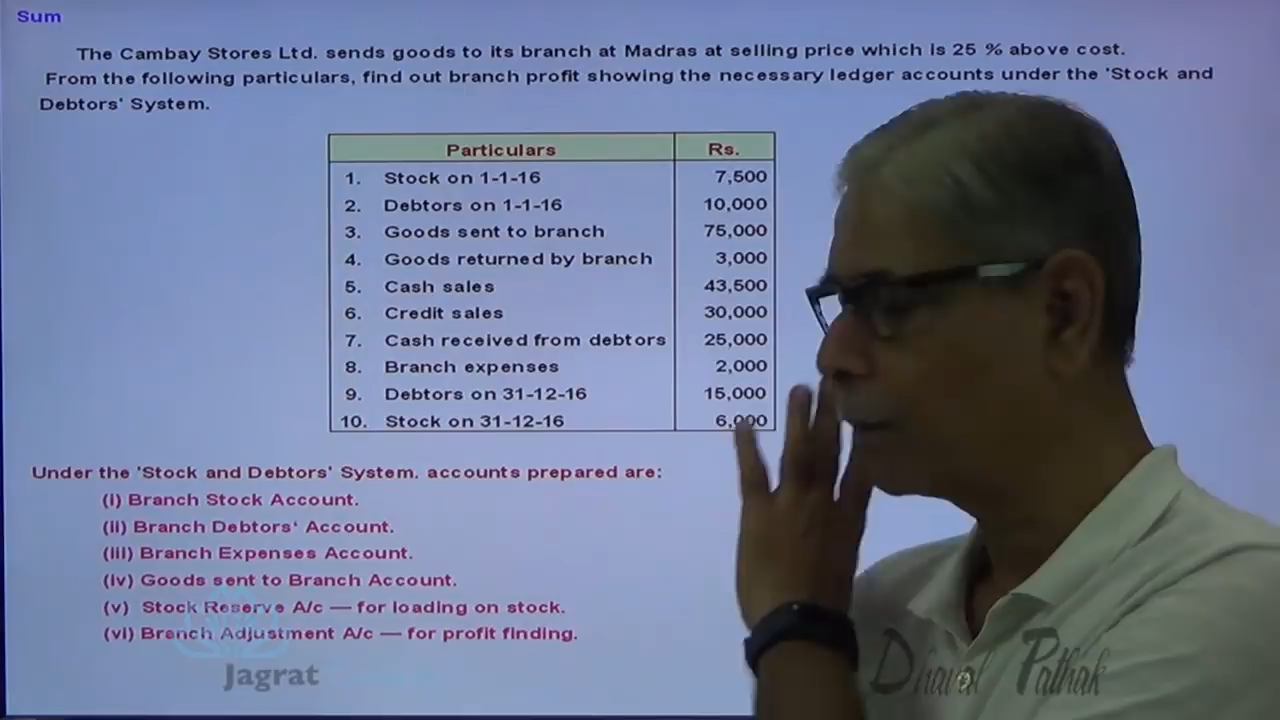 Sum
The Cambay Stores Ltd. sends goods to its branch at Madras at selling price which is 25 % above cost.
From the following particulars, find out branch profit showing the necessary ledger accounts under the 'Stock and
Debtors' System.
Particulars Rs.
1. Stock on 1-1-16 7,500
2. Debtors on 1-1-16 10,000
3. Goods sent to branch 75,000
4. Goods returned by branch 3,000
5. Cash sales 43,500
6. Credit sales 30,000
7. Cash received from debtors 25,000
8. Branch expenses 2,000
9. Debtors on 31-12-16 15,000
10. Stock on 31-12-16 6,000
Under the 'Stock and Debtors' System. accounts prepared are:
(i) Branch Stock Account.
(ii) Branch Debtors' Account.
(iii) Branch Expenses Account.
(iv) Goods sent to Branch Account.
(v) Stock Reserve A/c — for loading on stock.
(vi) Branch Adjustment A/c — for profit finding.
Jagrat
Dhaval Pathak